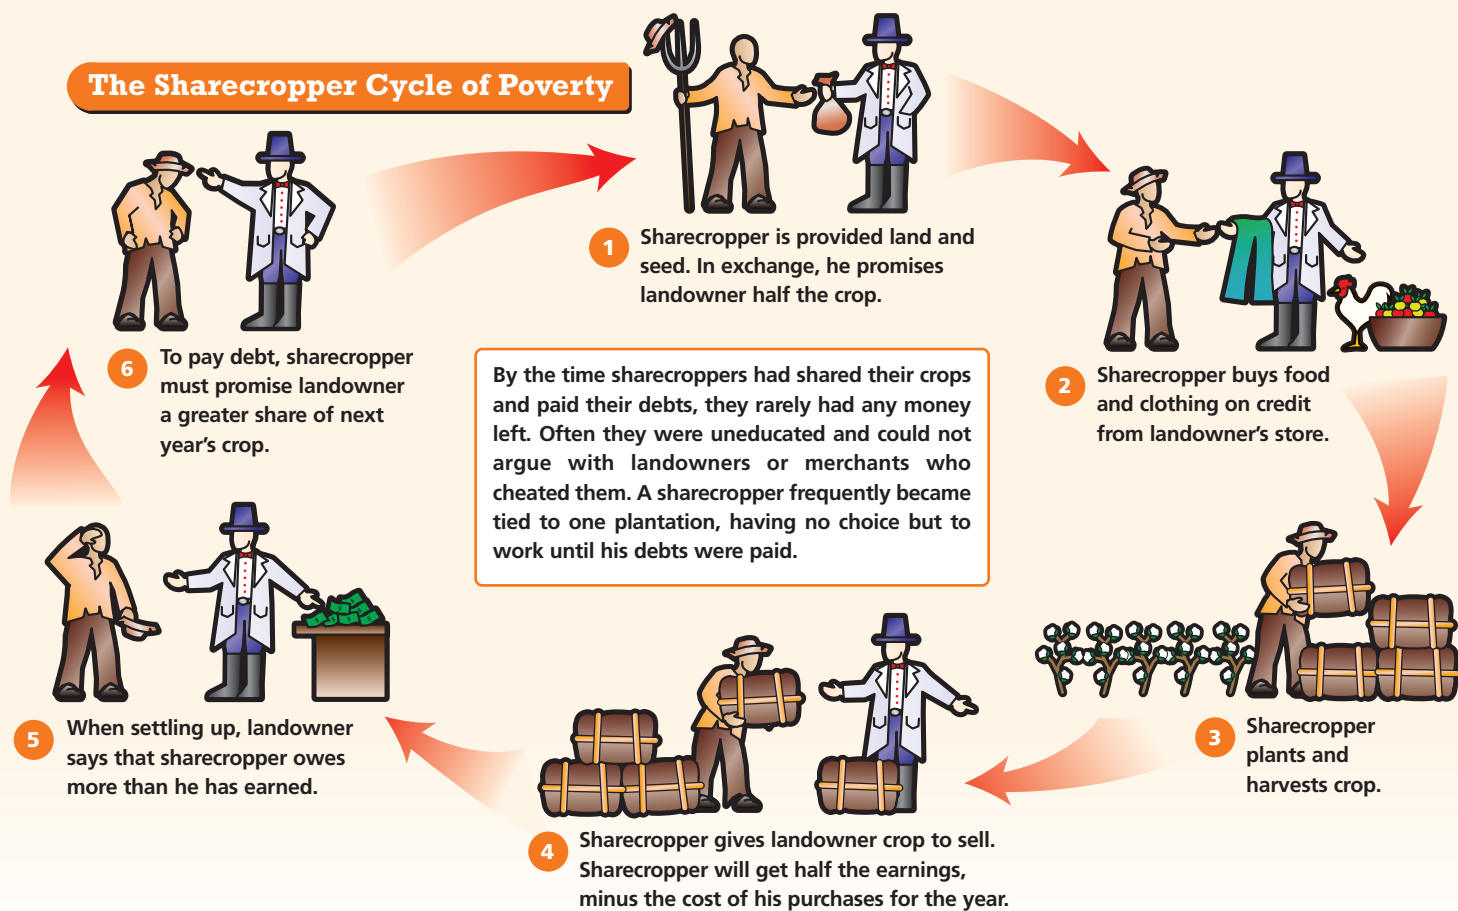 The Sharecropper Cycle of Poverty
1
Sharecropper is provided land and
seed. In exchange, he promises
landowner half the crop.
2
Sharecropper buys food
and clothing on credit
from landowner's store.
3
Sharecropper
plants and
harvests crop.
4
Sharecropper gives landowner crop to sell.
Sharecropper will get half the earnings,
minus the cost of his purchases for the year.
5
When settling up, landowner
says that sharecropper owes
more than he has earned.
6
To pay debt, sharecropper
must promise landowner
a greater share of next
year's crop.
By the time sharecroppers had shared their crops
and paid their debts, they rarely had any money
left. Often they were uneducated and could not
argue with landowners or merchants who
cheated them. A sharecropper frequently became
tied to one plantation, having no choice but to
work until his debts were paid.